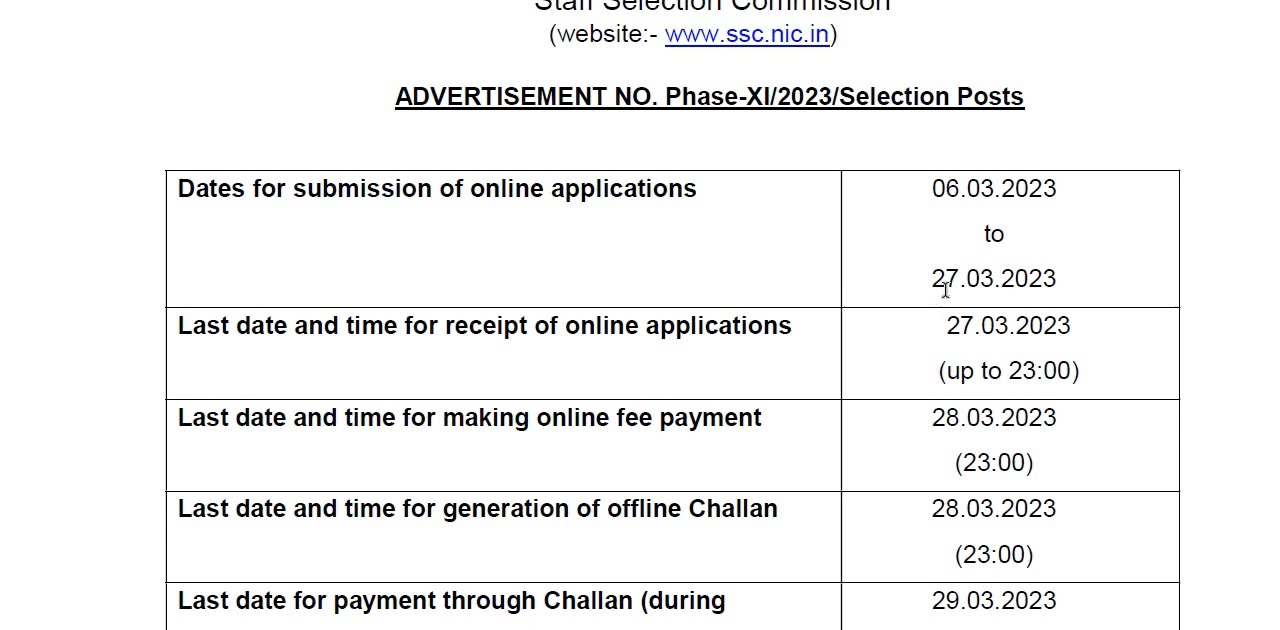 Staff Selection Commission
(website:- www.ssc.nic.in)
ADVERTISEMENT NO. Phase-XI/2023/Selection Posts
Dates for submission of online applications
06.03.2023
to
27.03.2023
Last date and time for receipt of online applications
27.03.2023
(up to 23:00)
Last date and time for making online fee payment
28.03.2023
(23:00)
Last date and time for generation of offline Challan
28.03.2023
(23:00)
Last date for payment through Challan (during
29.03.2023